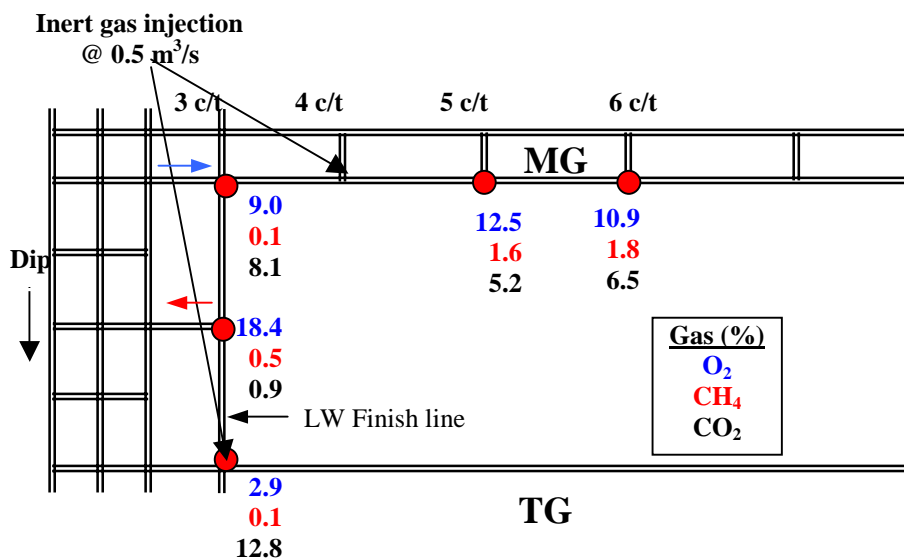 Inert gas injection
@ 0.5 m³/s
3 c/t 4 c/t 5 c/t 6 c/t
MG
9.0
0.1
8.1
12.5
1.6
5.2
10.9
1.8
6.5
Dip
18.4
0.5
0.9
Gas (%)
O₂
CH₄
CO₂
LW Finish line
2.9
0.1
12.8
TG